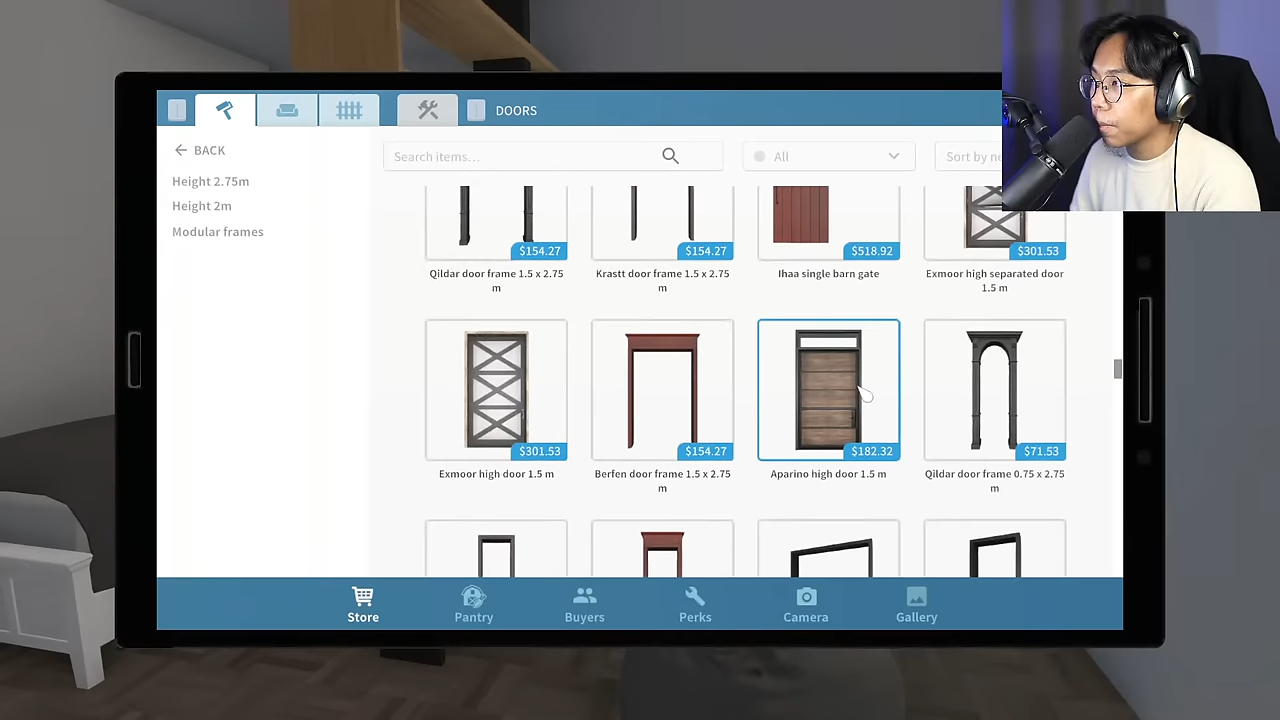 DOORS
BACK
Search items...
All
Sort by ne
Height 2.75m
Height 2m
Modular frames
$154.27
$154.27
$518.92
$301.53
Qildar door frame 1.5 x 2.75
m
Krastt door frame 1.5 x 2.75
m
Ihaa single barn gate
Exmoor high separated door
1.5 m
$301.53
$154.27
$182.32
$71.53
Exmoor high door 1.5 m
Berfen door frame 1.5 x 2.75
m
Aparino high door 1.5 m
Qildar door frame 0.75 x 2.75
m
Store
Pantry
Buyers
Perks
Camera
Gallery